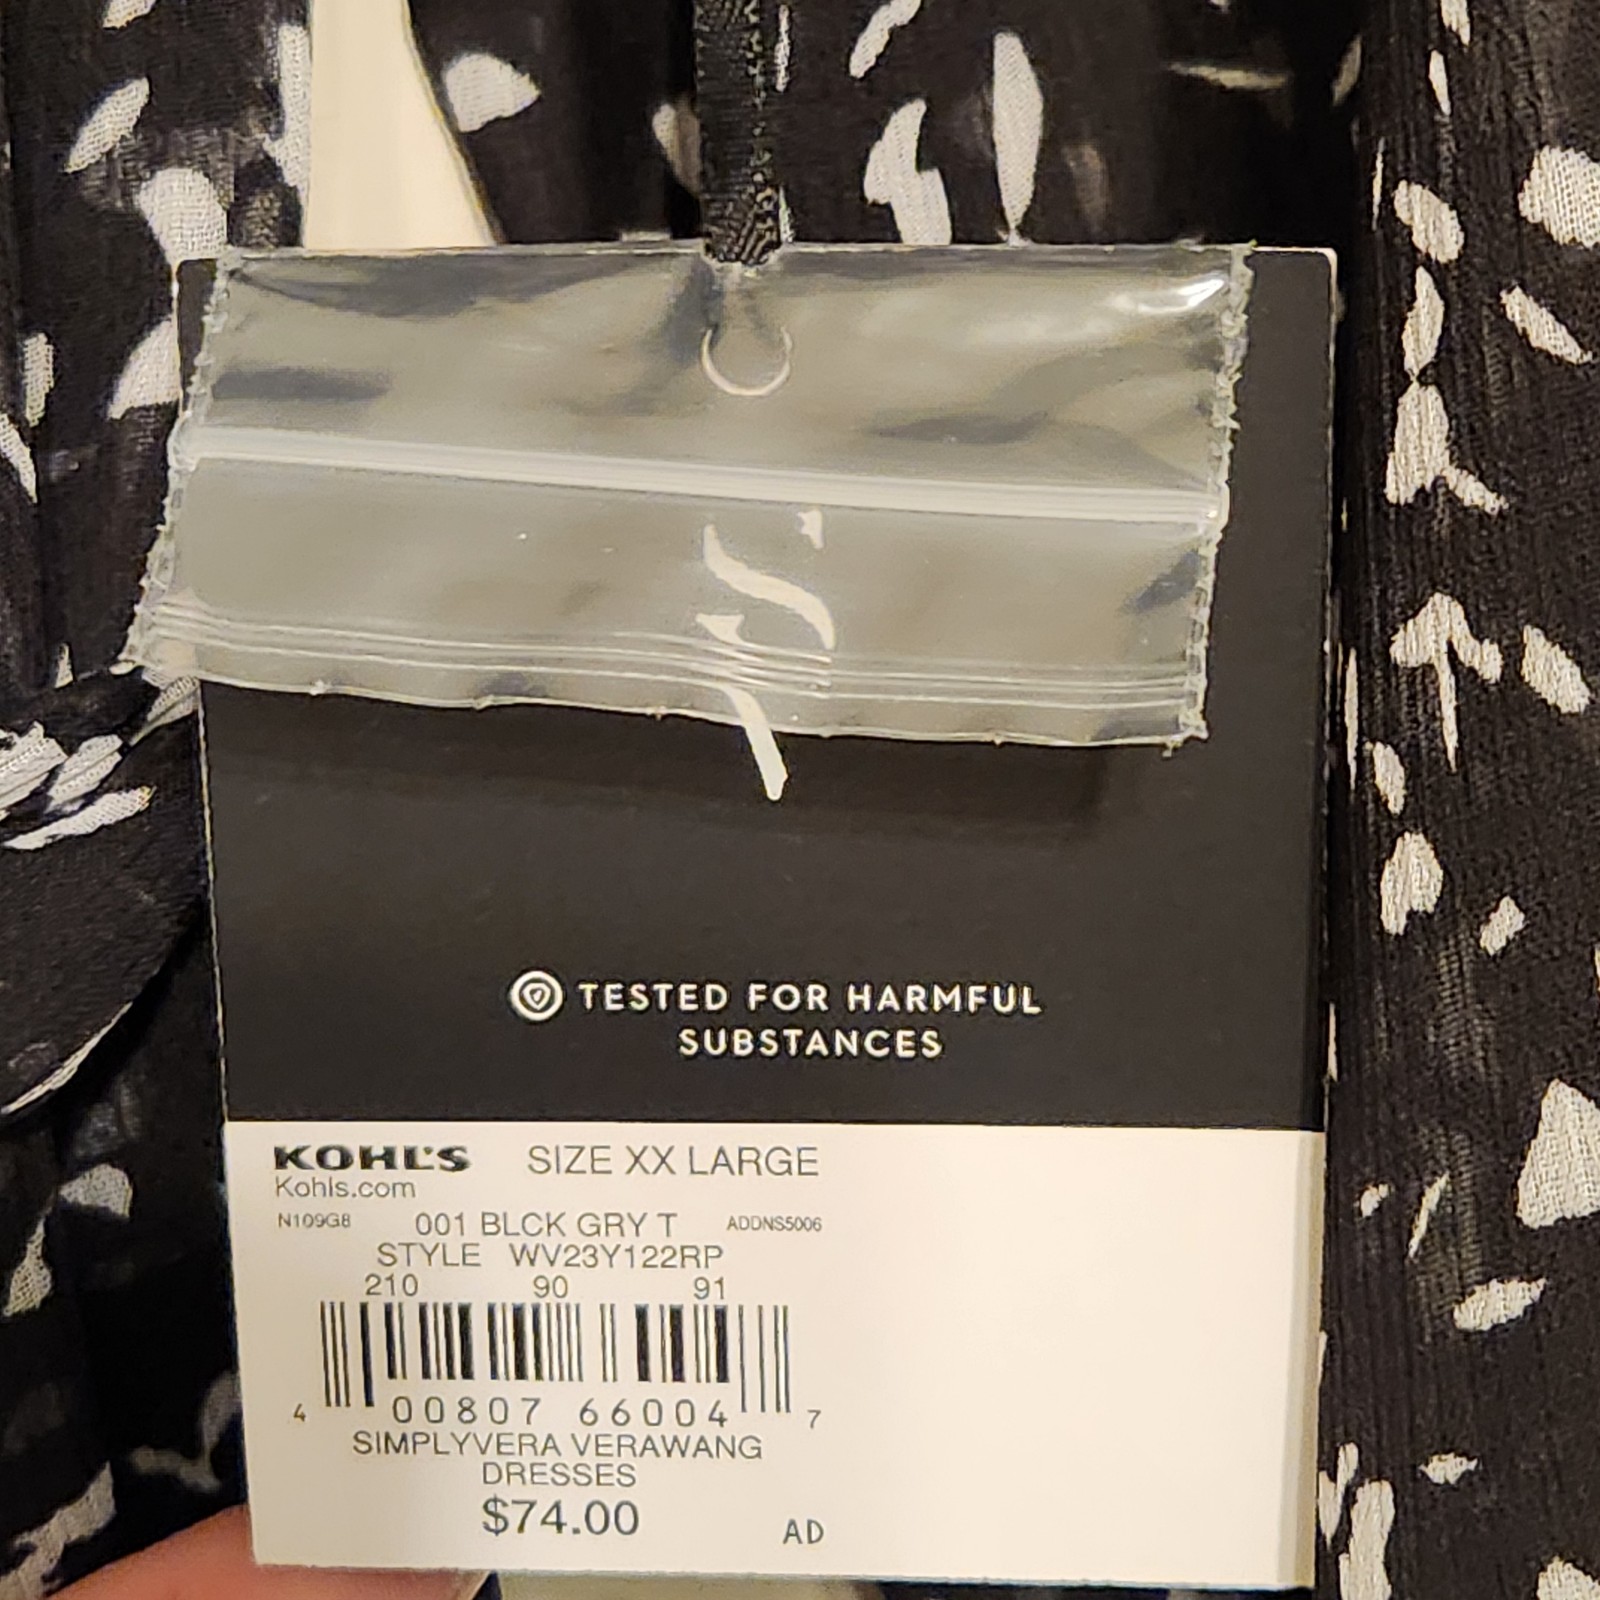 TESTED FOR HARMFUL
SUBSTANCES
KOHL'S SIZE XX LARGE
Kohls.com
N109G8 001 BLCK GRY T ADDNS5006
STYLE WV23Y122RP
210 90 91
4 00807 66004 7
SIMPLYVERA VERAWANG
DRESSES
$74.00 AD